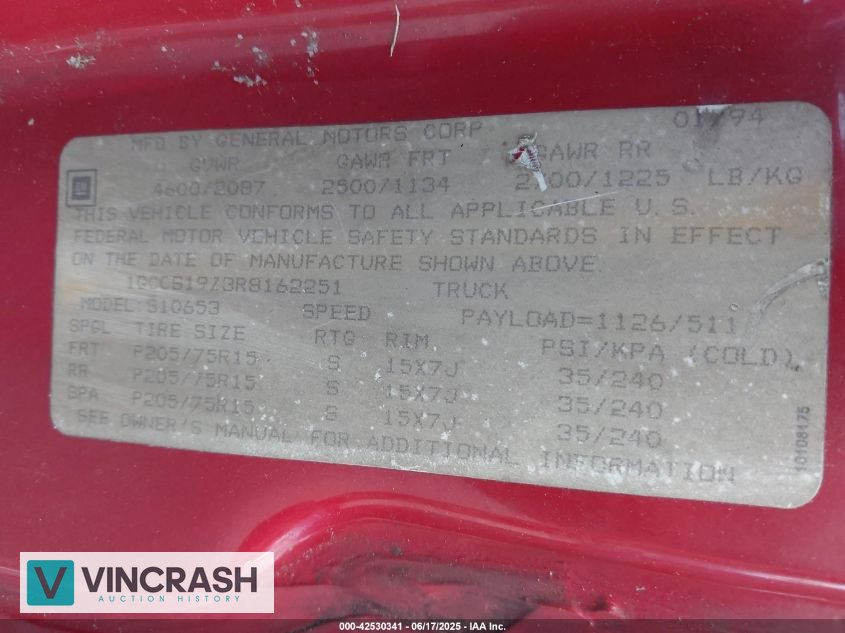 MFD BY GENERAL MOTORS CORP 01/94
GVWR GAWR FRT GAWR RR
4600/2087 2500/1134 2700/1225 LB/KG
THIS VEHICLE CONFORMS TO ALL APPLICABLE U.S.
FEDERAL MOTOR VEHICLE SAFETY STANDARDS IN EFFECT
ON THE DATE OF MANUFACTURE SHOWN ABOVE.
1GCCS19Z3R8162251 TRUCK
MODEL: S10653 PAYLOAD=1126/511
SPEED
SPGL TIRE SIZE RTG RIM PSI/KPA (COLD)
FRT P205/75R15 S 15X7J 35/240
RR P205/75R15 S 15X7J 35/240
SPA P205/75R15 S 15X7J 35/240
SEE OWNER'S MANUAL FOR ADDITIONAL INFORMATION
10108175
GM
V VINCRASH
AUCTION HISTORY
000-42530341 - 06/17/2025 - IAA Inc.